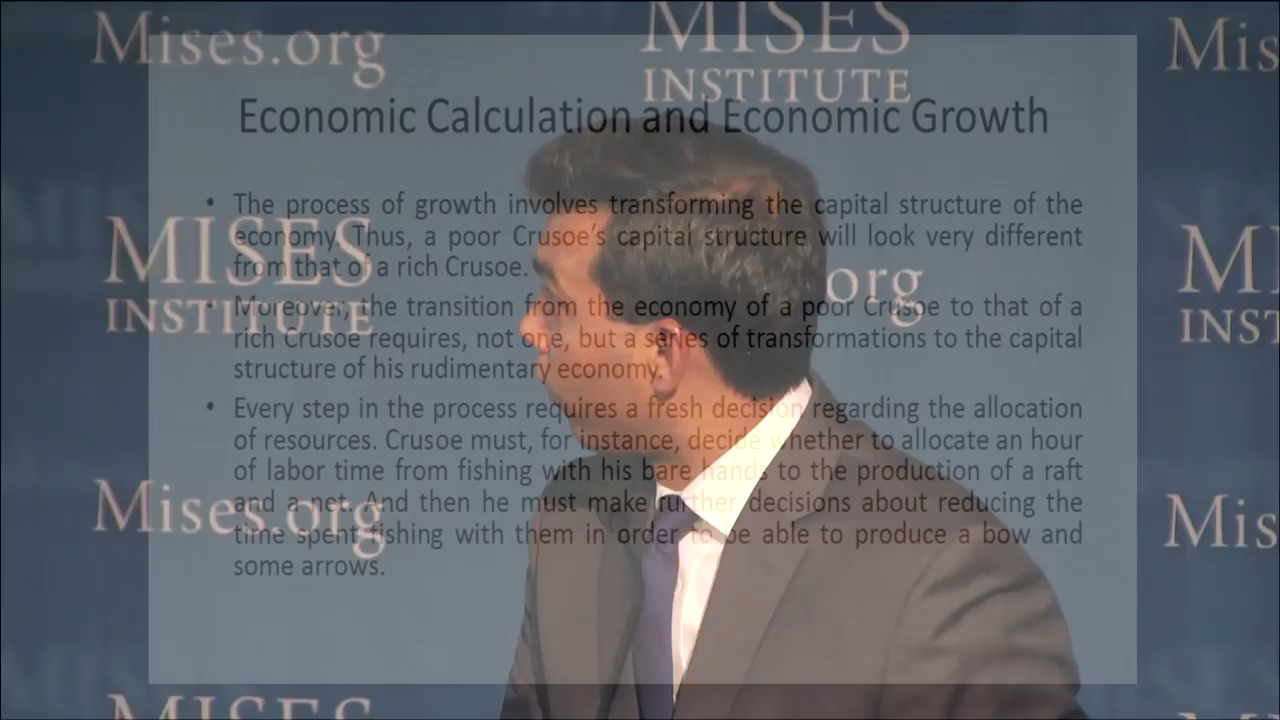 Mises.org
MISES
INSTITUTE
Mis
Economic Calculation and Economic Growth
• The process of growth involves transforming the capital structure of the
economy. Thus, a poor Crusoe's capital structure will look very different
from that of a rich Crusoe.
• Moreover, the transition from the economy of a poor Crusoe to that of a
rich Crusoe requires, not one, but a series of transformations to the capital
structure of his rudimentary economy.
• Every step in the process requires a fresh decision regarding the allocation
of resources. Crusoe must, for instance, decide whether to allocate an hour
of labor time from fishing with his bare hands to the production of a raft
and a net. And then he must make further decisions about reducing the
time spent fishing with them in order to be able to produce a bow and
some arrows.
MISES
INSTITUTE
org
MI
INST
Mises.org
Mis
MISES